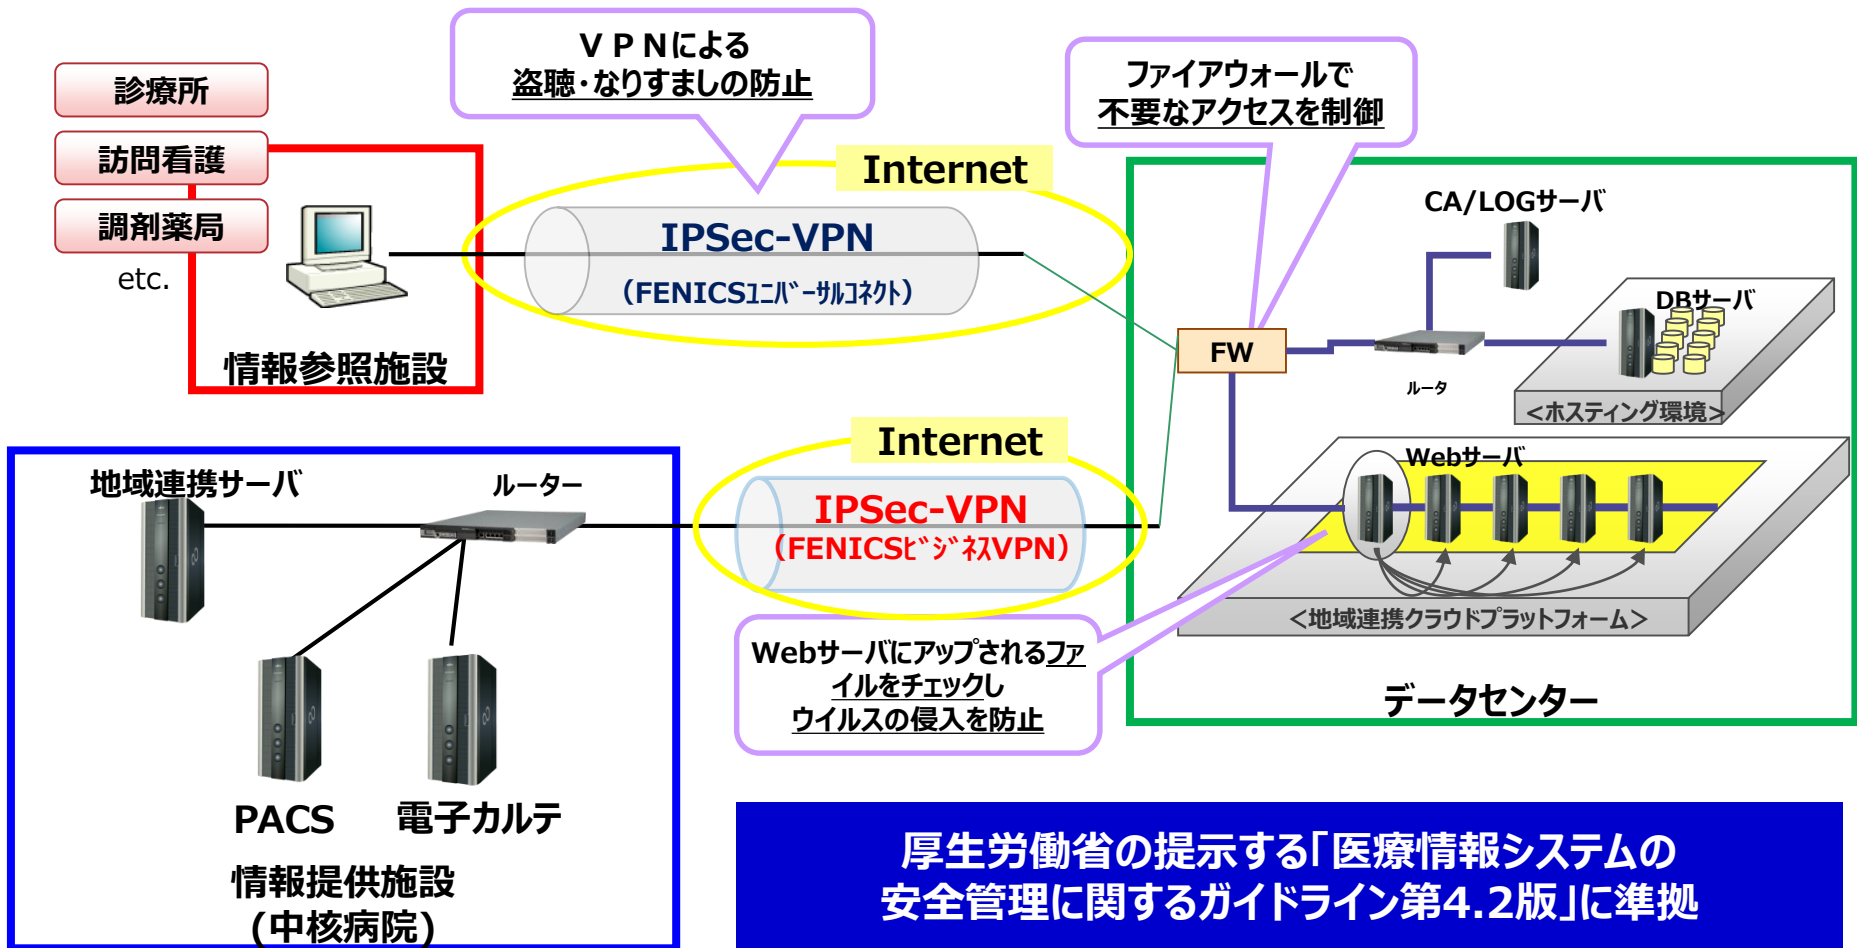 ＶＰＮによる
盗聴・なりすましの防止
ファイアウォールで
不要なアクセスを制御
診療所
訪問看護
調剤薬局
etc.
情報参照施設
Internet
IPSec-VPN
（FENICSﾕﾆﾊﾞｰｻﾙｺﾈｸﾄ）
CA/LOGサーバ
DBサーバ
FW
ルータ
<ホスティング環境>
Internet
IPSec-VPN
（FENICSﾋﾞｼﾞﾈｽVPN）
Webサーバ
<地域連携クラウドプラットフォーム>
データセンター
地域連携サーバ
ルーター
Webサーバにアップされるファ
イルをチェックし
ウイルスの侵入を防止
PACS
電子カルテ
情報提供施設
(中核病院)
厚生労働省の提示する「医療情報システムの
安全管理に関するガイドライン第4.2版」に準拠